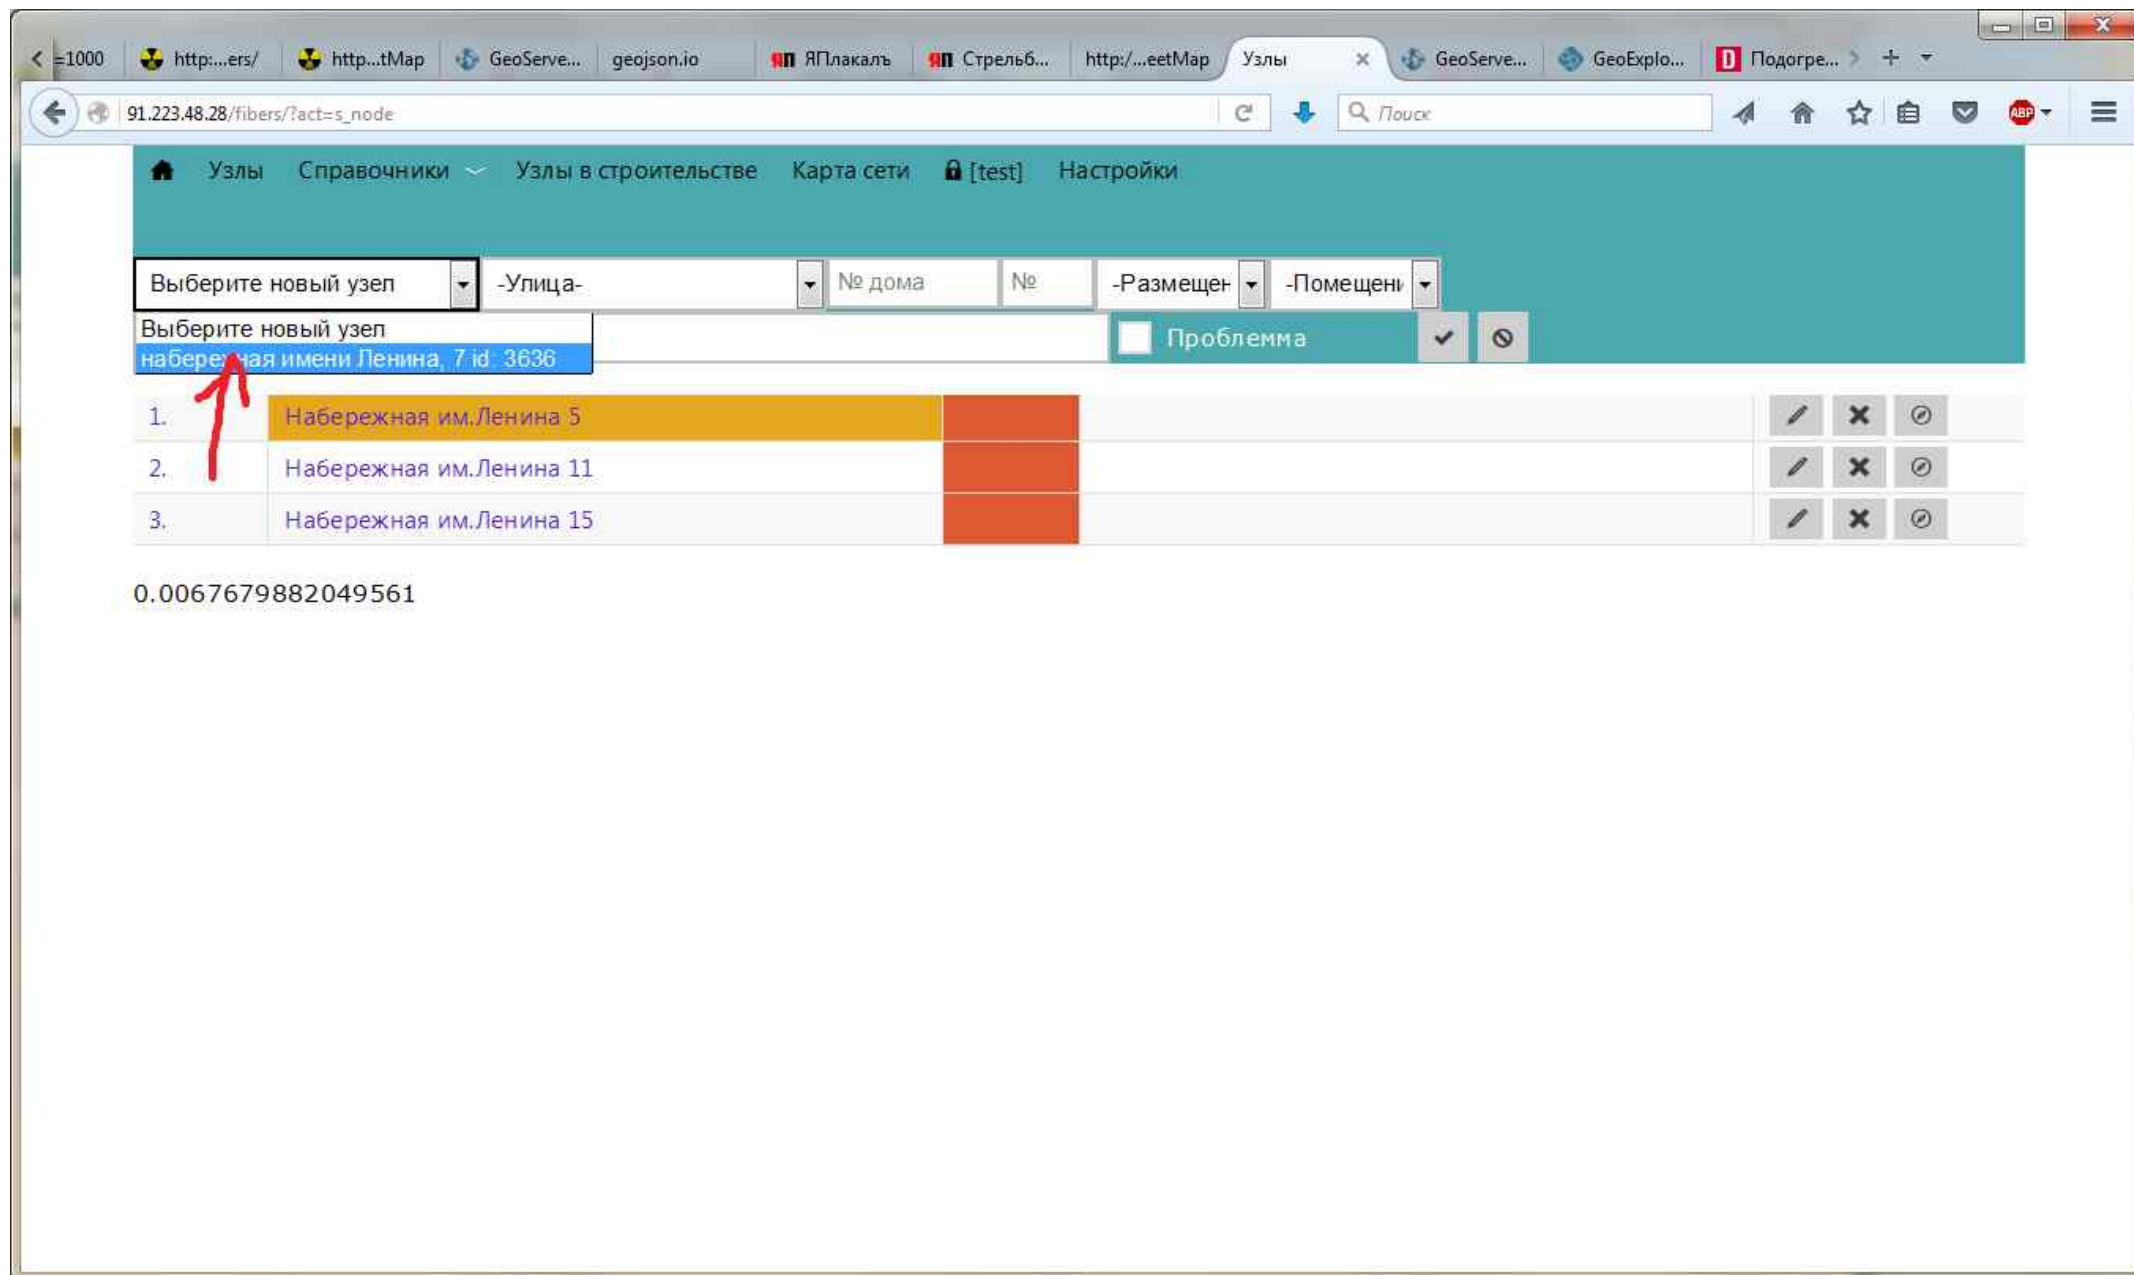 =1000 http:...ers/ http...tMap GeoServe... geojson.io ЯП ЯПлакалъ ЯП Стрельб... http:/...eetMap Узлы GeoServe... GeoExplo... D Подогре...
91.223.48.28/fibers/?act=s_node Поиск ABP
Узлы Справочники Узлы в строительстве Карта сети [test] Настройки
Выберите новый узел -Улица- № дома № -Размещен -Помещени
Выберите новый узел
набережная имени Ленина, 7 id: 3636
Проблемма
1. Набережная им.Ленина 5
2. Набережная им.Ленина 11
3. Набережная им.Ленина 15
0.0067679882049561